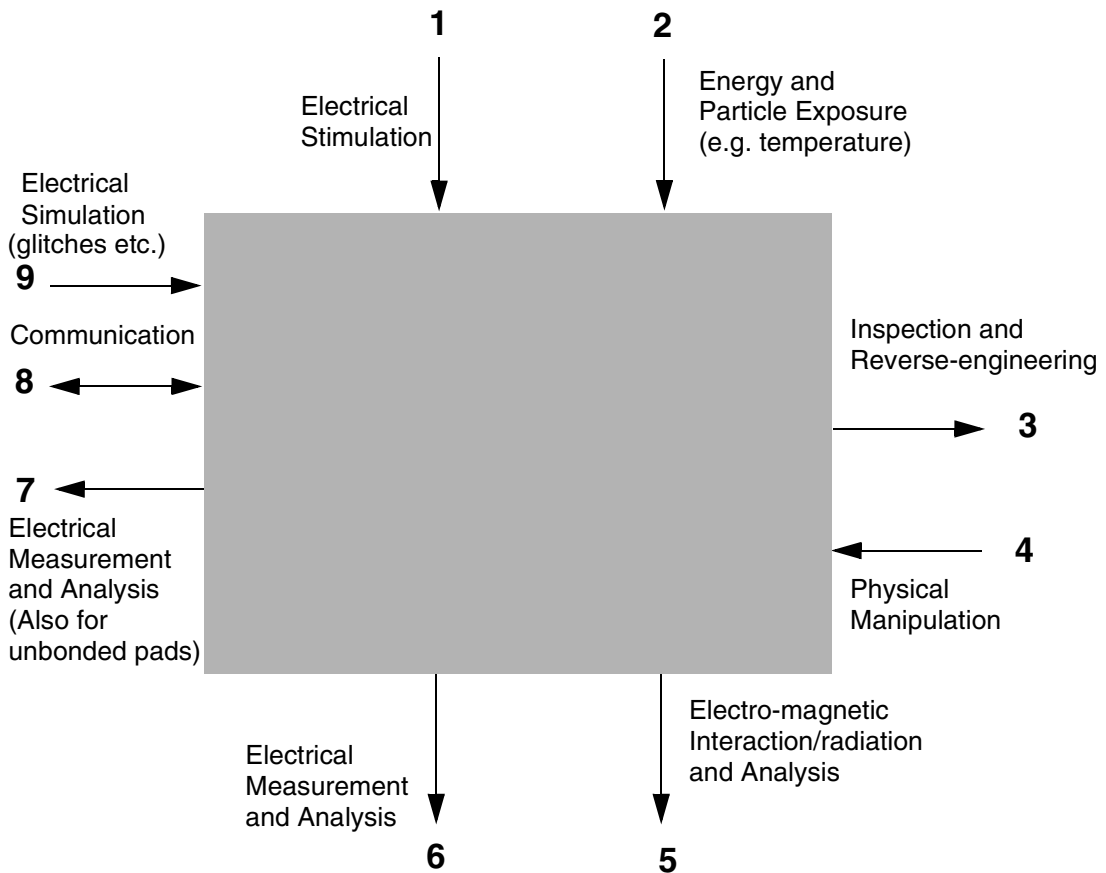 1
Electrical
Stimulation
2
Energy and
Particle Exposure
(e.g. temperature)
Electrical
Simulation
(glitches etc.)
9
Communication
8
7
Electrical
Measurement
and Analysis
(Also for
unbonded pads)
Inspection and
Reverse-engineering
3
4
Physical
Manipulation
Electrical
Measurement
and Analysis
6
Electro-magnetic
Interaction/radiation
and Analysis
5